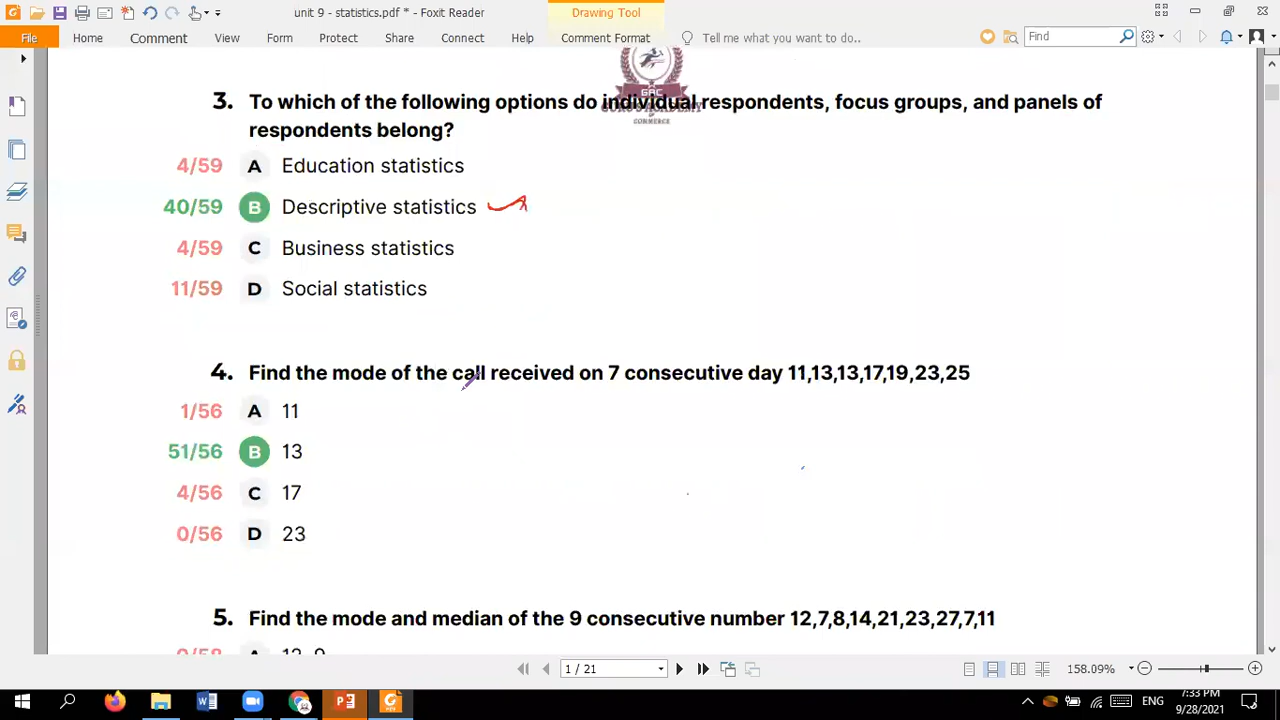 unit 9 - statistics.pdf * - Foxit Reader
Drawing Tool
File
Home
Comment
View
Form
Protect
Share
Connect
Help
Comment Format
Tell me what you want to do..
Find
GAC
GURU'S ACADEMY
COMMERCE
3. To which of the following options do individual respondents, focus groups, and panels of
respondents belong?
4/59 A Education statistics
40/59 B Descriptive statistics
4/59 C Business statistics
11/59 D Social statistics
4. Find the mode of the call received on 7 consecutive day 11,13,13,17,19,23,25
1/56 A 11
51/56 B 13
4/56 C 17
0/56 D 23
5. Find the mode and median of the 9 consecutive number 12,7,8,14,21,23,27,7,11
1 / 21
158.09%
ENG
7:33 PM
9/28/2021